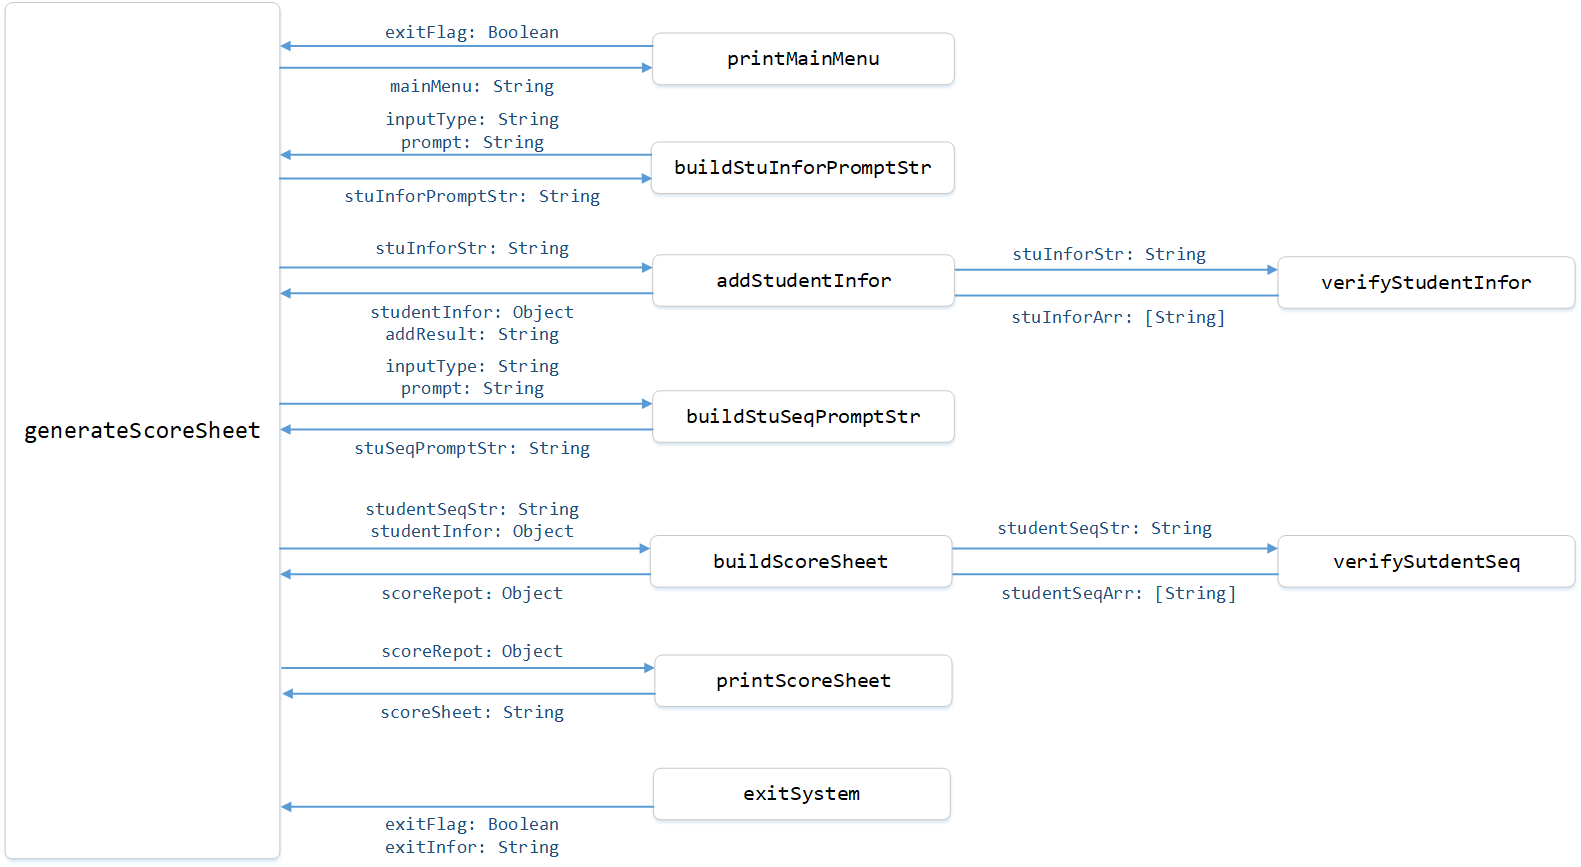 exitFlag: Boolean
printMainMenu
mainMenu: String
inputType: String
prompt: String
buildStuInforPromptStr
stuInforPromptStr: String
stuInforStr: String
addStudentInfor
stuInforStr: String
verifyStudentInfor
stuInforArr: [String]
studentInfor: Object
addResult: String
inputType: String
prompt: String
buildStuSeqPromptStr
generateScoreSheet
stuSeqPromptStr: String
studentSeqStr: String
studentInfor: Object
buildScoreSheet
studentSeqStr: String
verifySutdentSeq
studentSeqArr: [String]
scoreRepot: Object
scoreRepot: Object
printScoreSheet
scoreSheet: String
exitSystem
exitFlag: Boolean
exitInfor: String